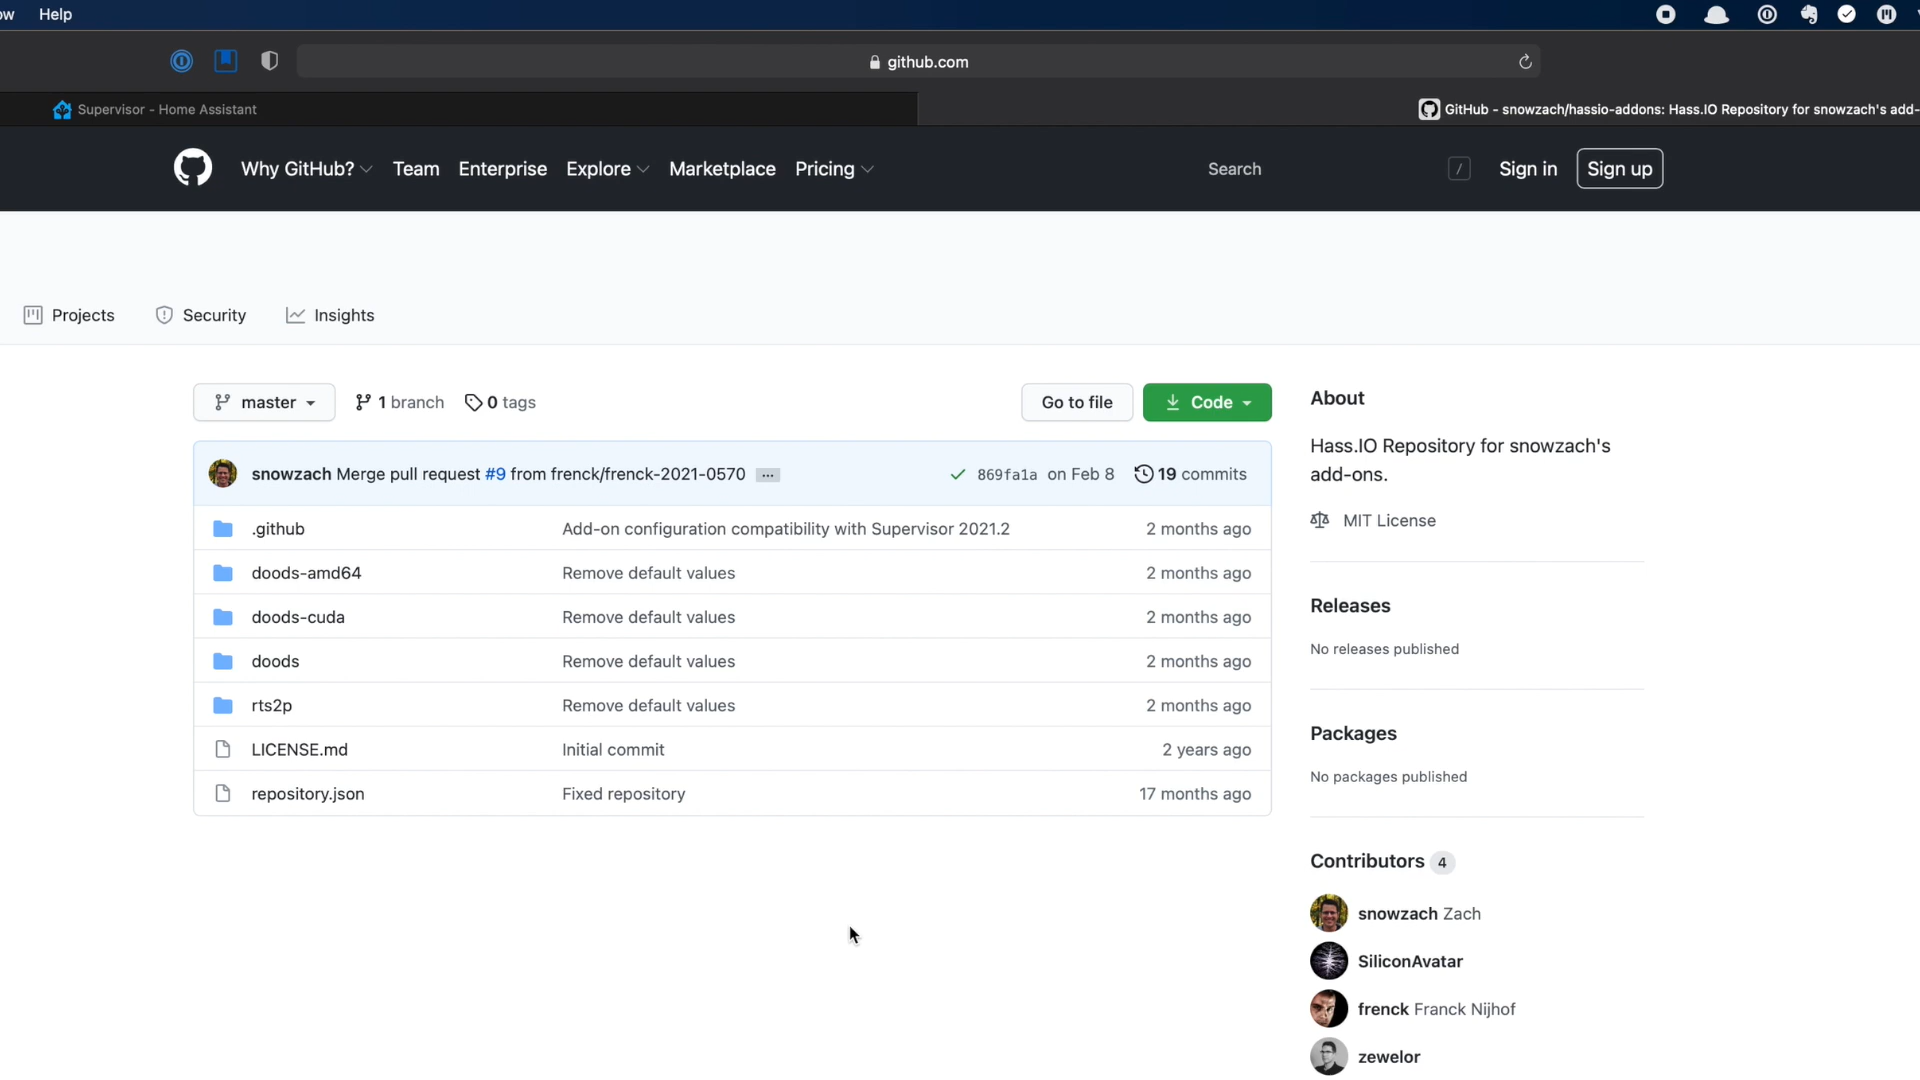 ow Help
github.com
Supervisor - Home Assistant
GitHub - snowzach/hassio-addons: Hass.IO Repository for snowzach's add-
Why GitHub? Team Enterprise Explore Marketplace Pricing Search / Sign in Sign up
Projects Security Insights
master 1 branch 0 tags Go to file Code
snowzach Merge pull request #9 from frenck/frenck-2021-0570 ... 869fa1a on Feb 8 19 commits
.github Add-on configuration compatibility with Supervisor 2021.2 2 months ago
doods-amd64 Remove default values 2 months ago
doods-cuda Remove default values 2 months ago
doods Remove default values 2 months ago
rts2p Remove default values 2 months ago
LICENSE.md Initial commit 2 years ago
repository.json Fixed repository 17 months ago
About
Hass.IO Repository for snowzach's
add-ons.
MIT License
Releases
No releases published
Packages
No packages published
Contributors 4
snowzach Zach
SiliconAvatar
frenck Franck Nijhof
zewelor